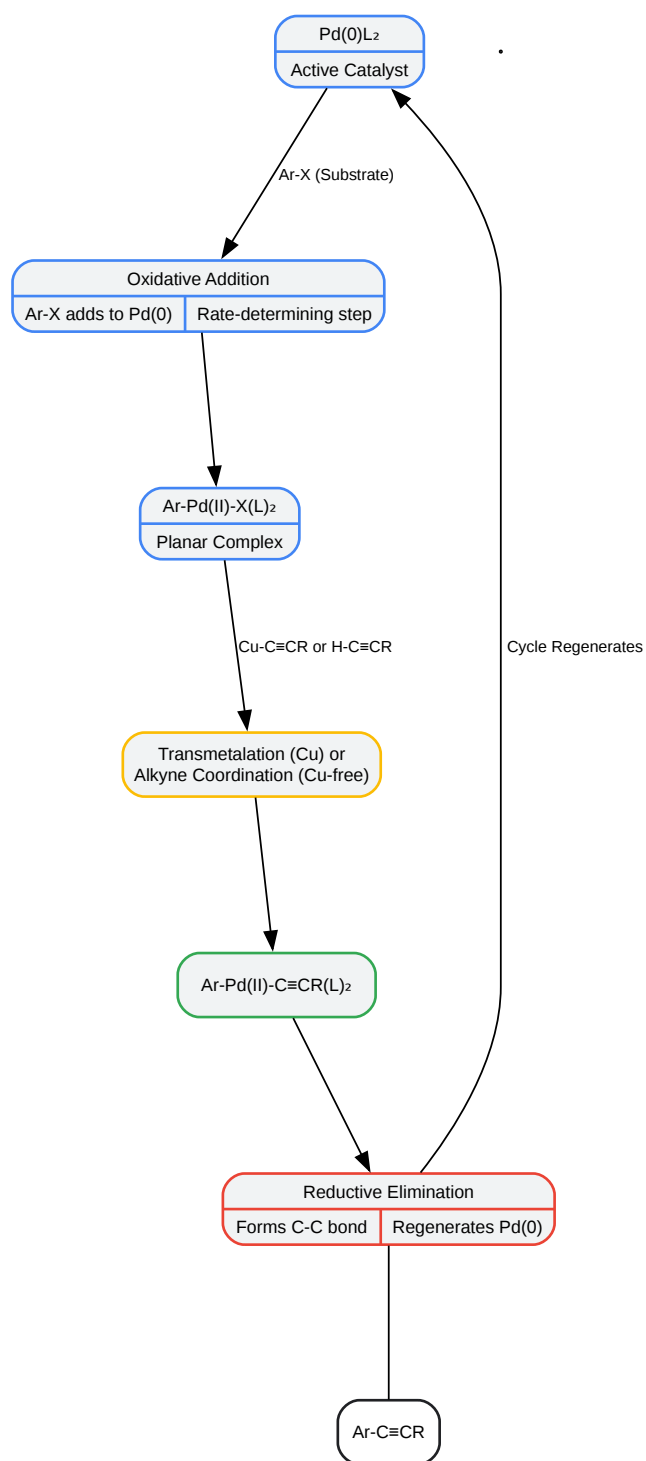 Pd(0)L₂
Active Catalyst
Ar-X (Substrate)
Oxidative Addition
Ar-X adds to Pd(0)
Rate-determining step
Ar-Pd(II)-X(L)₂
Planar Complex
Cu-C≡CR or H-C≡CR
Cycle Regenerates
Transmetalation (Cu) or
Alkyne Coordination (Cu-free)
Ar-Pd(II)-C≡CR(L)₂
Reductive Elimination
Forms C-C bond
Regenerates Pd(0)
Ar-C≡CR